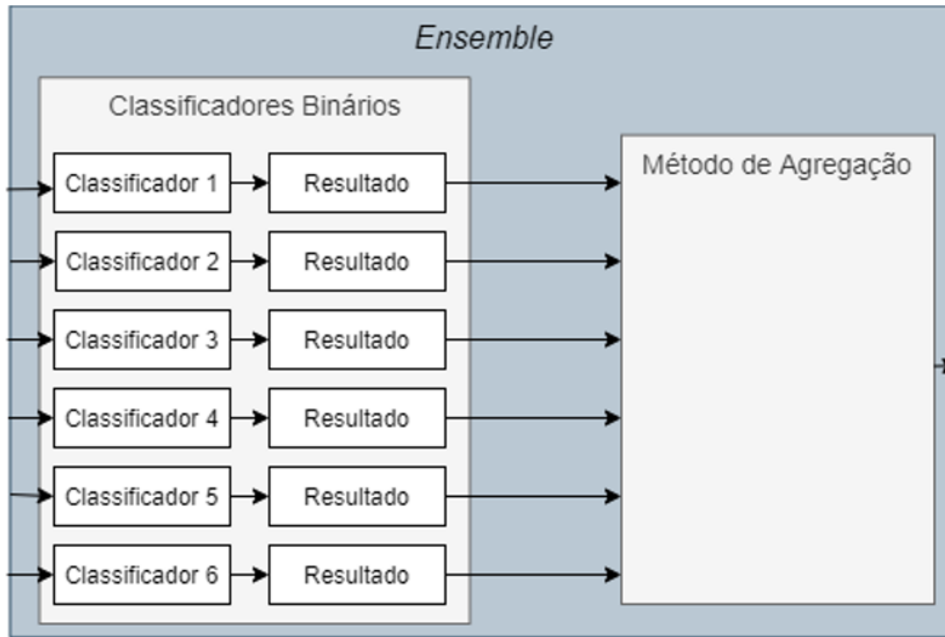 Ensemble
Classificadores Binários
Método de Agregação
Classificador 1
Resultado
Classificador 2
Resultado
Classificador 3
Resultado
Classificador 4
Resultado
Classificador 5
Resultado
Classificador 6
Resultado